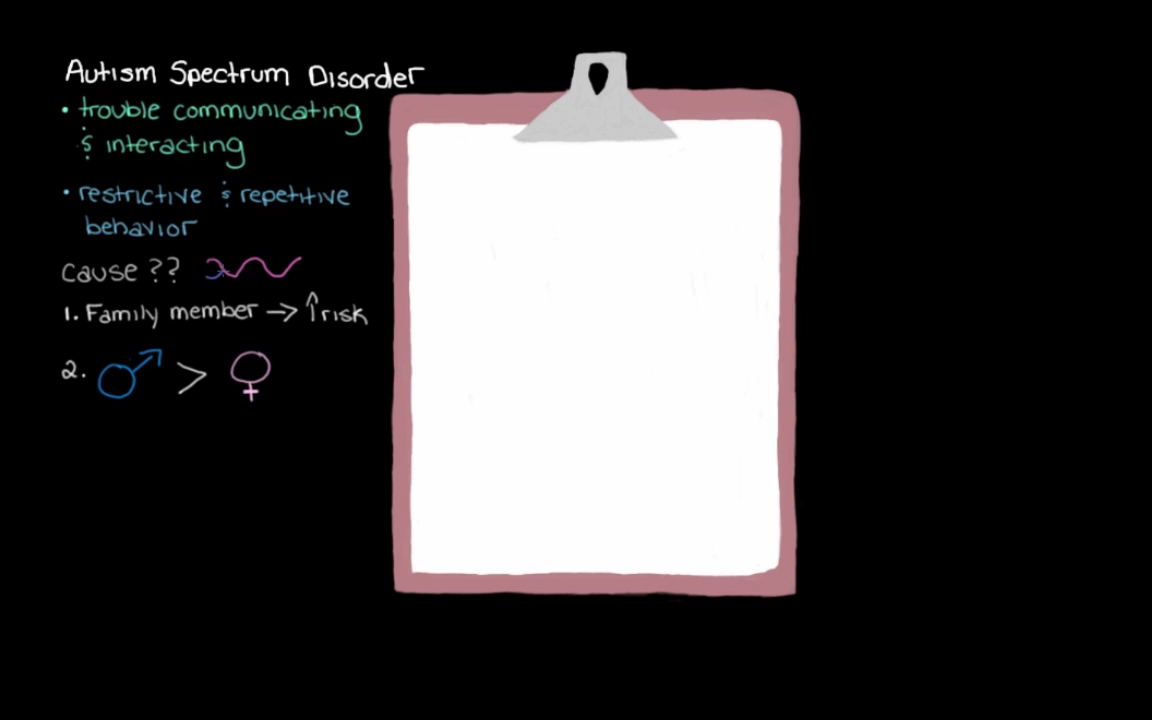 Autism Spectrum Disorder
• trouble communicating
& interacting
• restrictive & repetitive
behavior
cause ??
1. Family member → ↑risk
2. ♂ > ♀